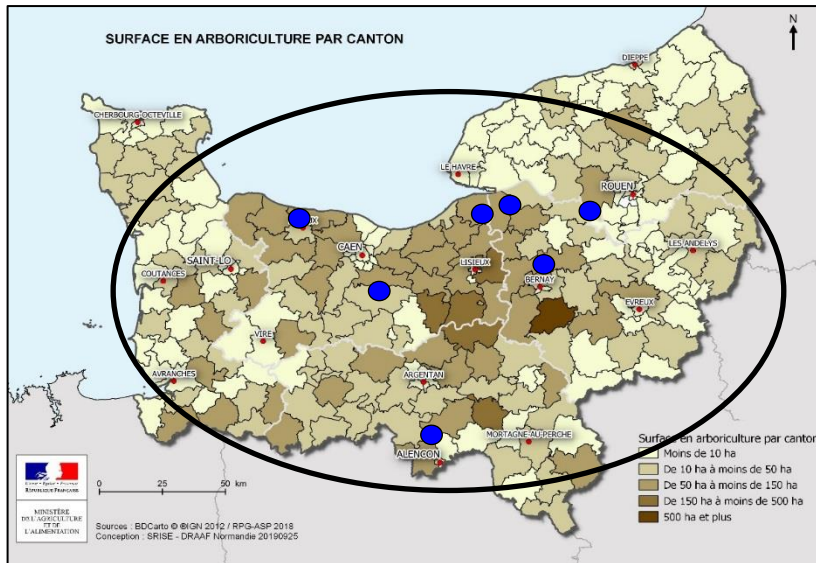 SURFACE EN ARBORICULTURE PAR CANTON
N
DIEPPE
CHERBOURG-OCTEVILLE
LE HAVRE
ROUEN
CAEN
LES ANDELYS
SAINT-LO
LISIEUX
COUTANCES
BERNAY
EVREUX
VIRE
AVRANCHES
ARGENTAN
MORTAGNE-AU-PERCHE
ALENCON
Surface en arboriculture par canton
Moins de 10 ha
De 10 ha à moins de 50 ha
De 50 ha à moins de 150 ha
De 150 ha à moins de 500 ha
500 ha et plus
0 25 50
km
RÉPUBLIQUE FRANÇAISE
MINISTÈRE
DE L'AGRICULTURE
ET DE
L'ALIMENTATION
Sources : BDCarto © ®IGN 2012 / RPG-ASP 2018
Conception : SRISE - DRAAF Normandie 20190925